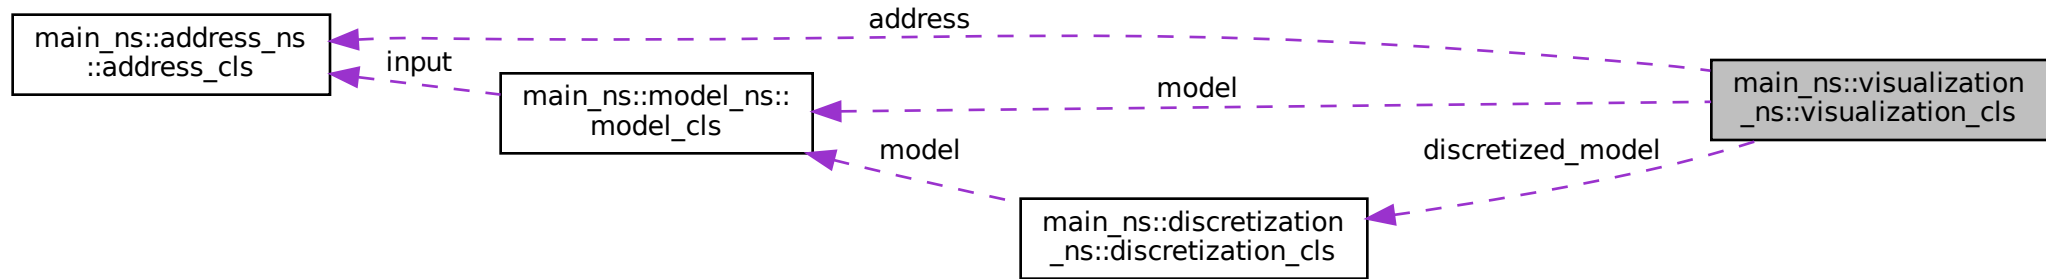 address
main_ns::address_ns
::address_cls
input
main_ns::model_ns::
model_cls
model
main_ns::visualization
_ns::visualization_cls
model
discretized_model
main_ns::discretization
_ns::discretization_cls